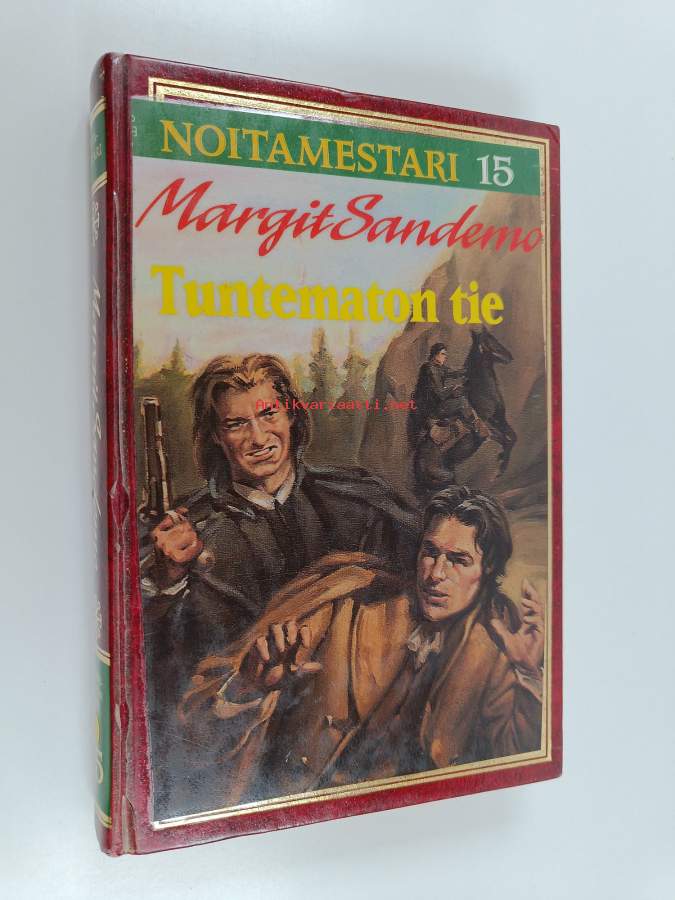 NOITAMESTARI 15
Margit Sandemo
Tuntematon tie
Antikvariaatti.net